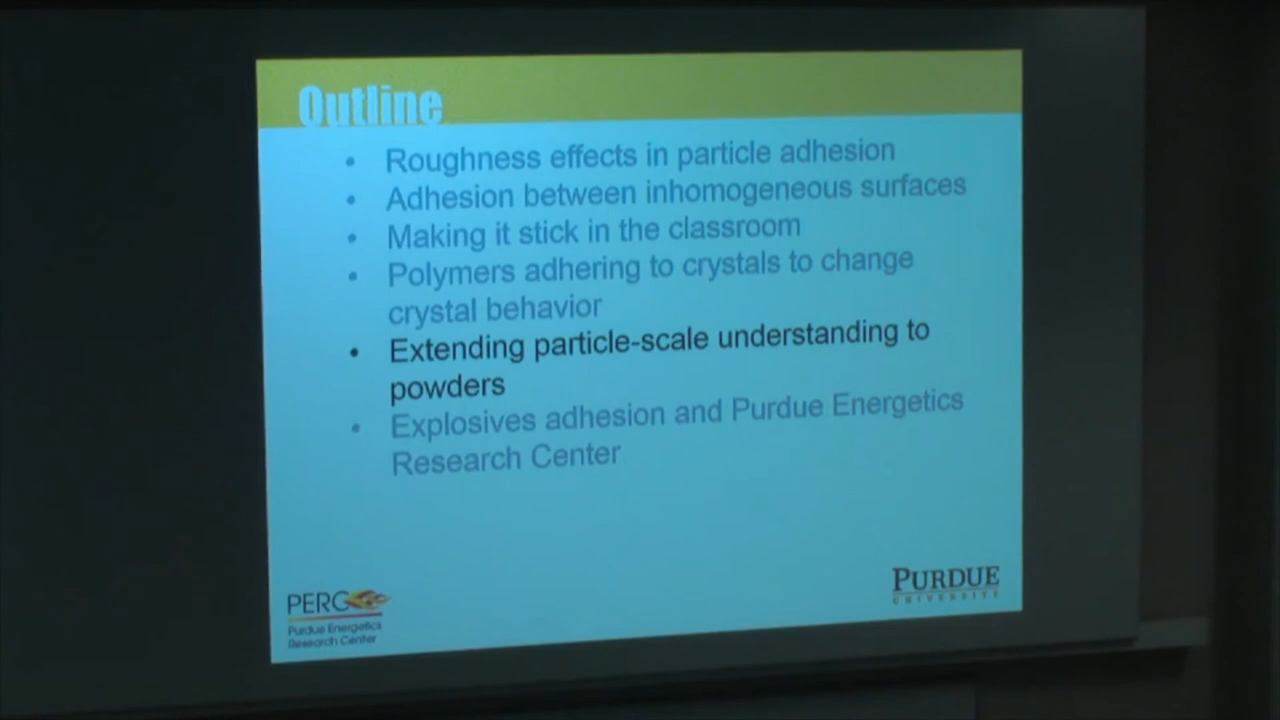 Outline
• Roughness effects in particle adhesion
• Adhesion between inhomogeneous surfaces
• Making it stick in the classroom
• Polymers adhering to crystals to change
crystal behavior
• Extending particle-scale understanding to
powders
• Explosives adhesion and Purdue Energetics
Research Center
PERC
Purdue Energetics
Research Center
PURDUE
UNIVERSITY